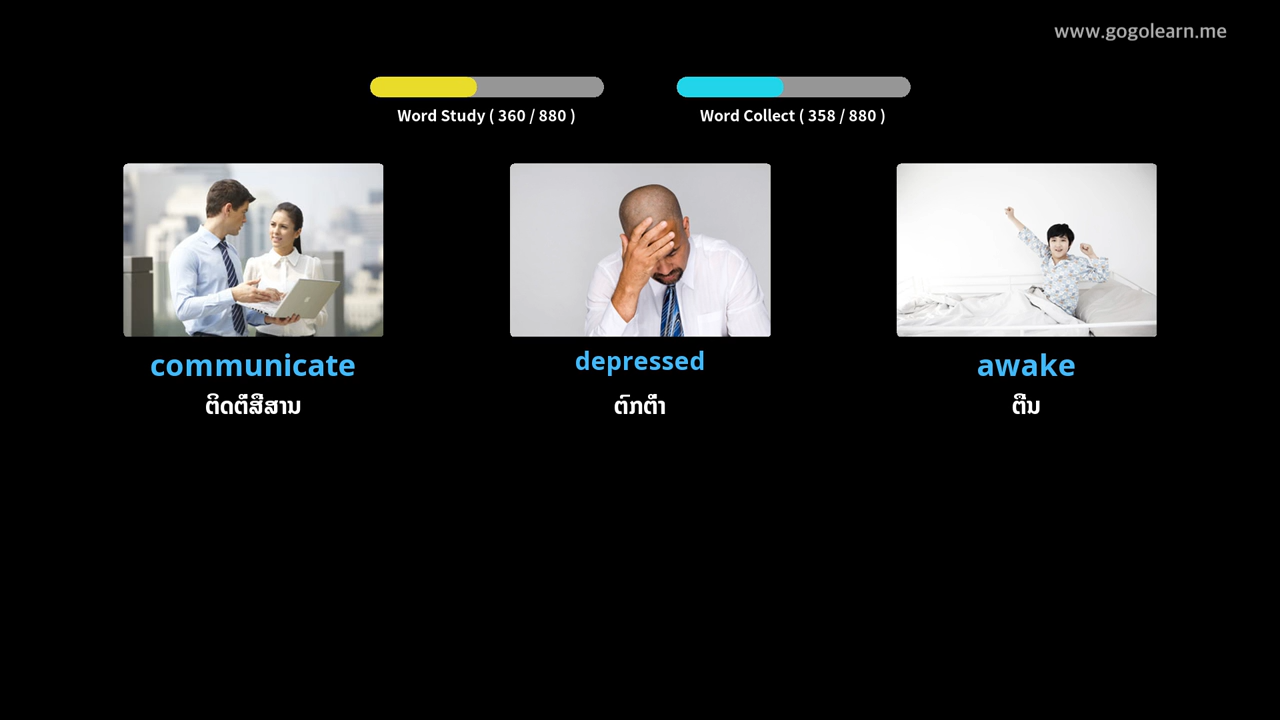 www.gogolearn.me
Word Study ( 360 / 880 )
Word Collect ( 358 / 880 )
communicate
depressed
awake
ຕິດຕໍ່ສື່ສານ
ຕົກຕ່ຳ
ຕື່ນ